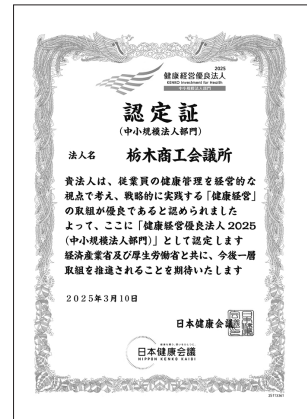 2025
健康経営優良法人
KENKO Investment for Health
中小規模法人部門
認定証
(中小規模法人部門)
法人名 栃木商工会議所
貴法人は、従業員の健康管理を経営的な
視点で考え、戦略的に実践する「健康経営」
の取組が優良であると認められました
よって、ここに「健康経営優良法人2025
(中小規模法人部門)」として認定します
経済産業省及び厚生労働省と共に、今後一層
取組を推進されることを期待いたします
2025年3月10日
日本健康会議
日本健康会議
NIPPON KENKO KAIGI